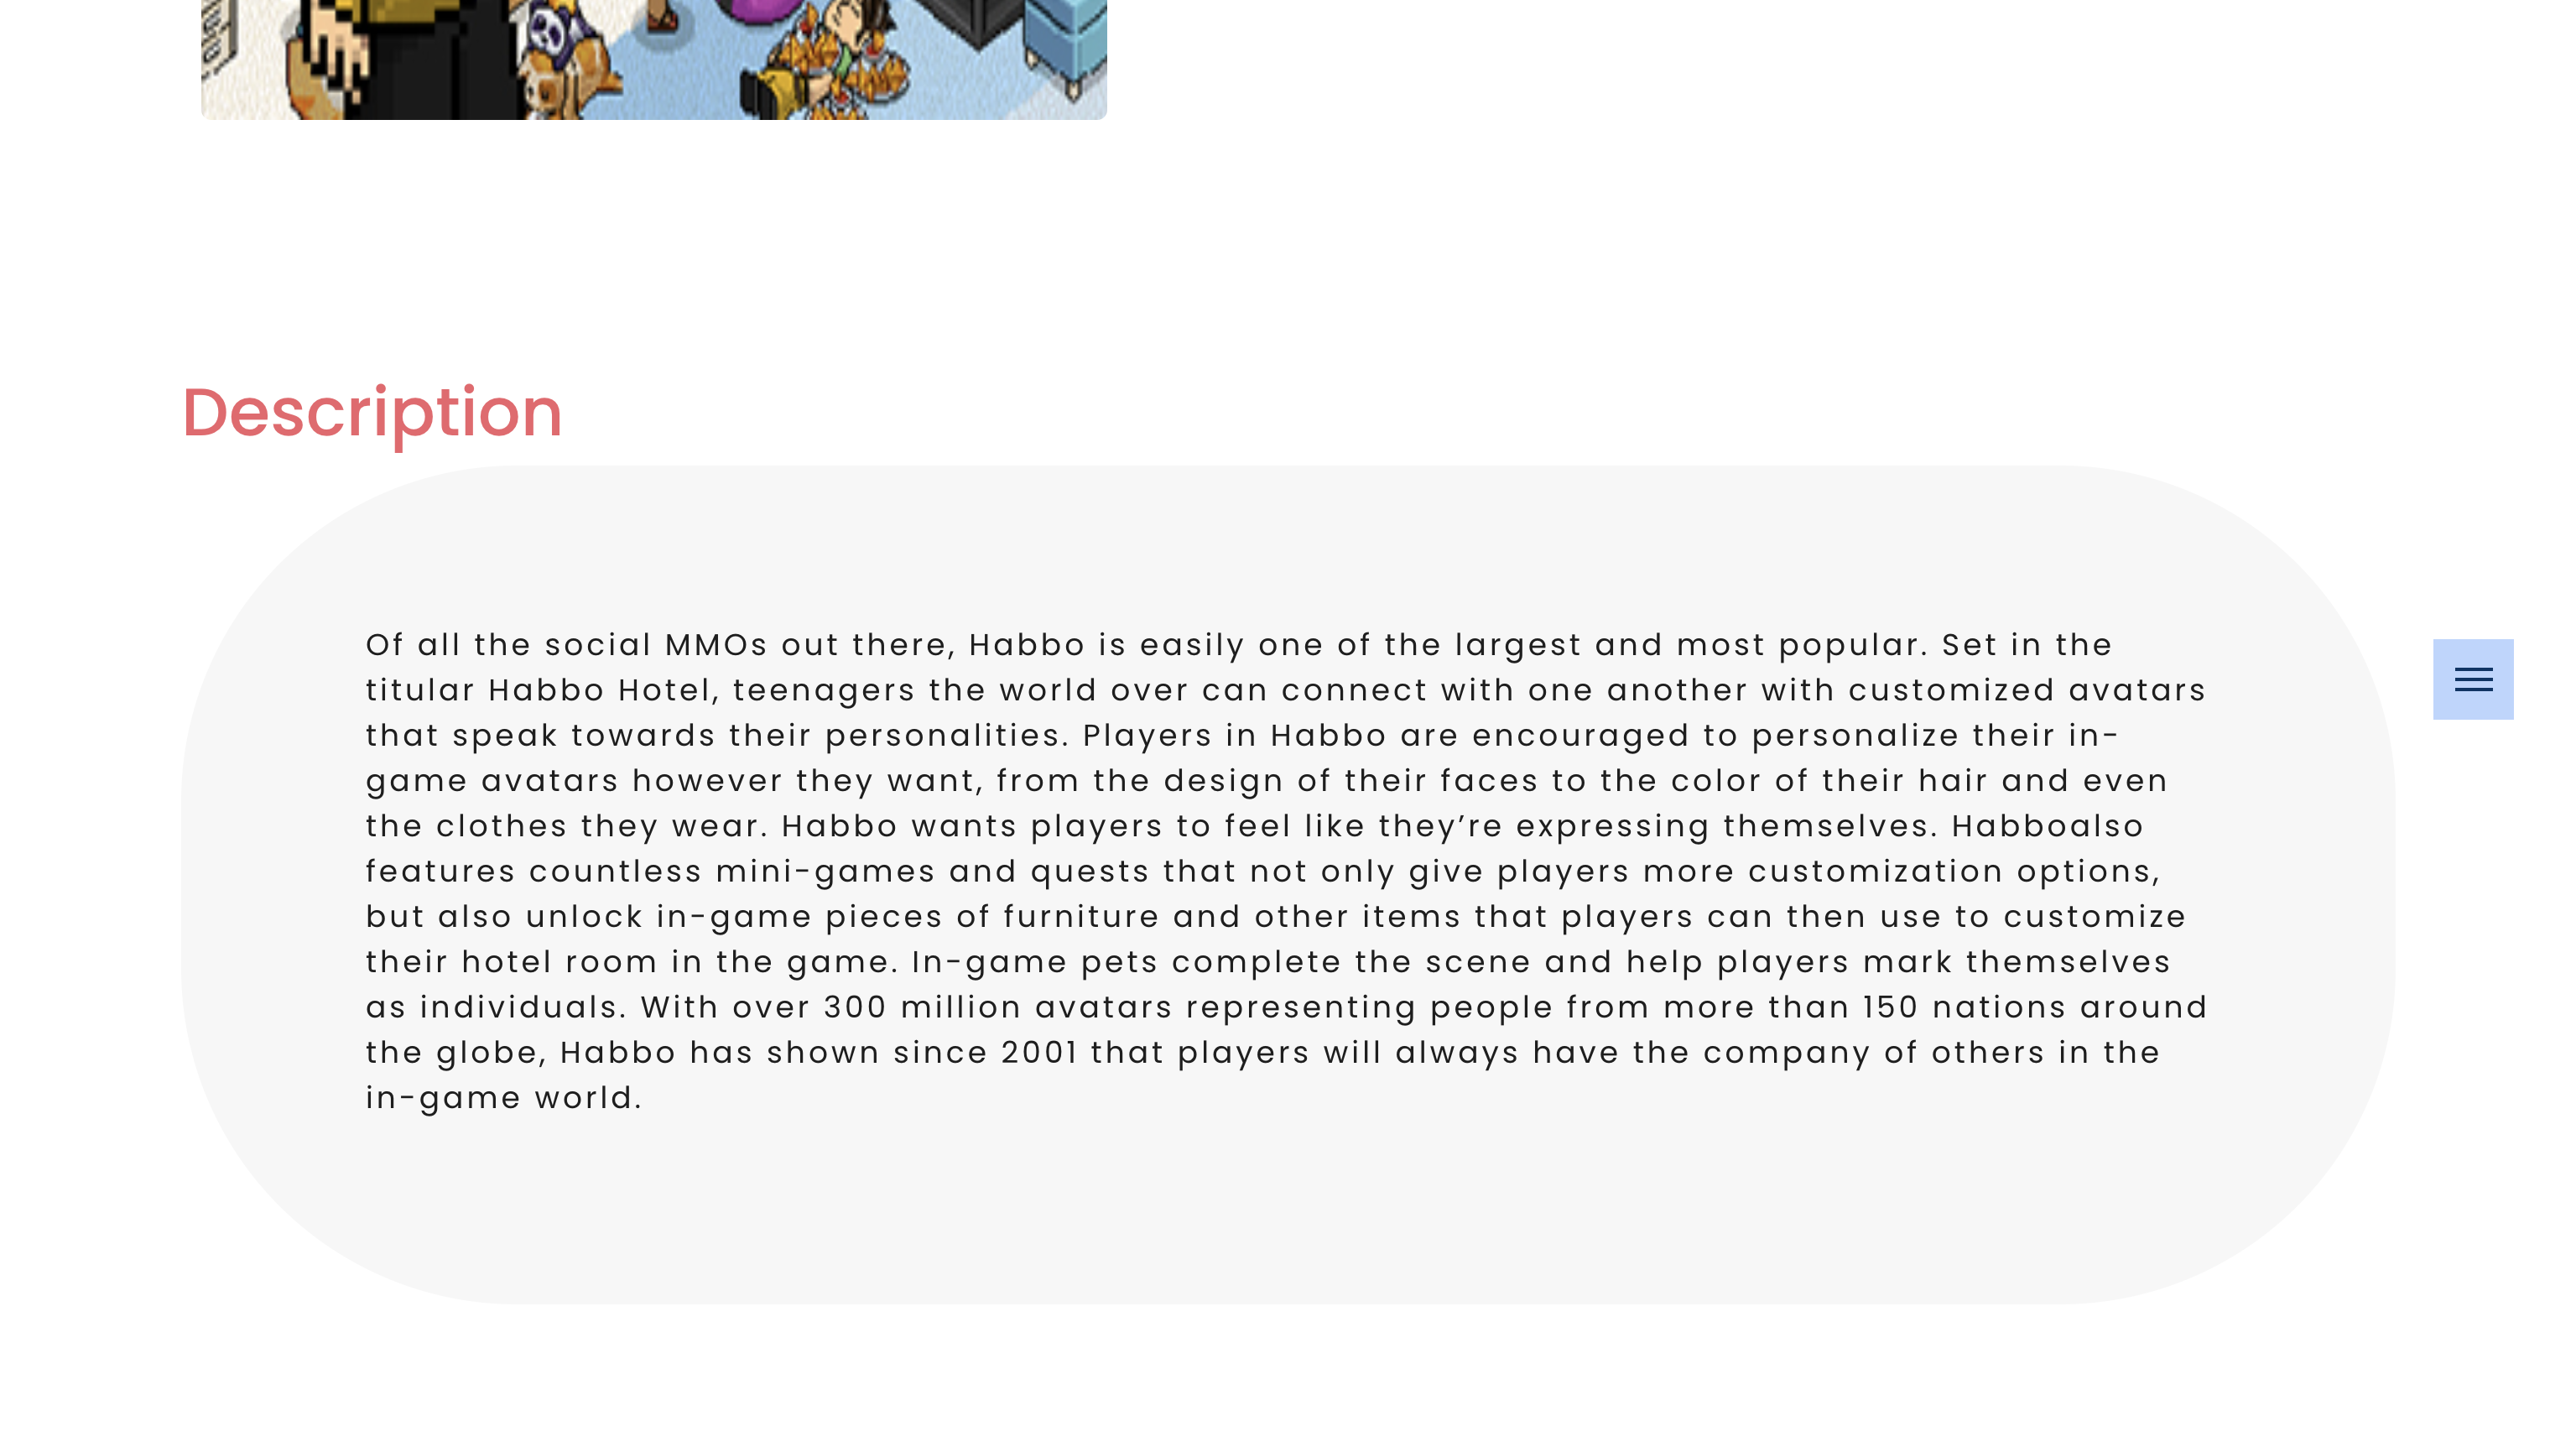 Description
Of all the social MMOs out there, Habbo is easily one of the largest and most popular. Set in the
titular Habbo Hotel, teenagers the world over can connect with one another with customized avatars
that speak towards their personalities. Players in Habbo are encouraged to personalize their in-
game avatars however they want, from the design of their faces to the color of their hair and even
the clothes they wear. Habbo wants players to feel like they’re expressing themselves. Habboalso
features countless mini-games and quests that not only give players more customization options,
but also unlock in-game pieces of furniture and other items that players can then use to customize
their hotel room in the game. In-game pets complete the scene and help players mark themselves
as individuals. With over 300 million avatars representing people from more than 150 nations around
the globe, Habbo has shown since 2001 that players will always have the company of others in the
in-game world.